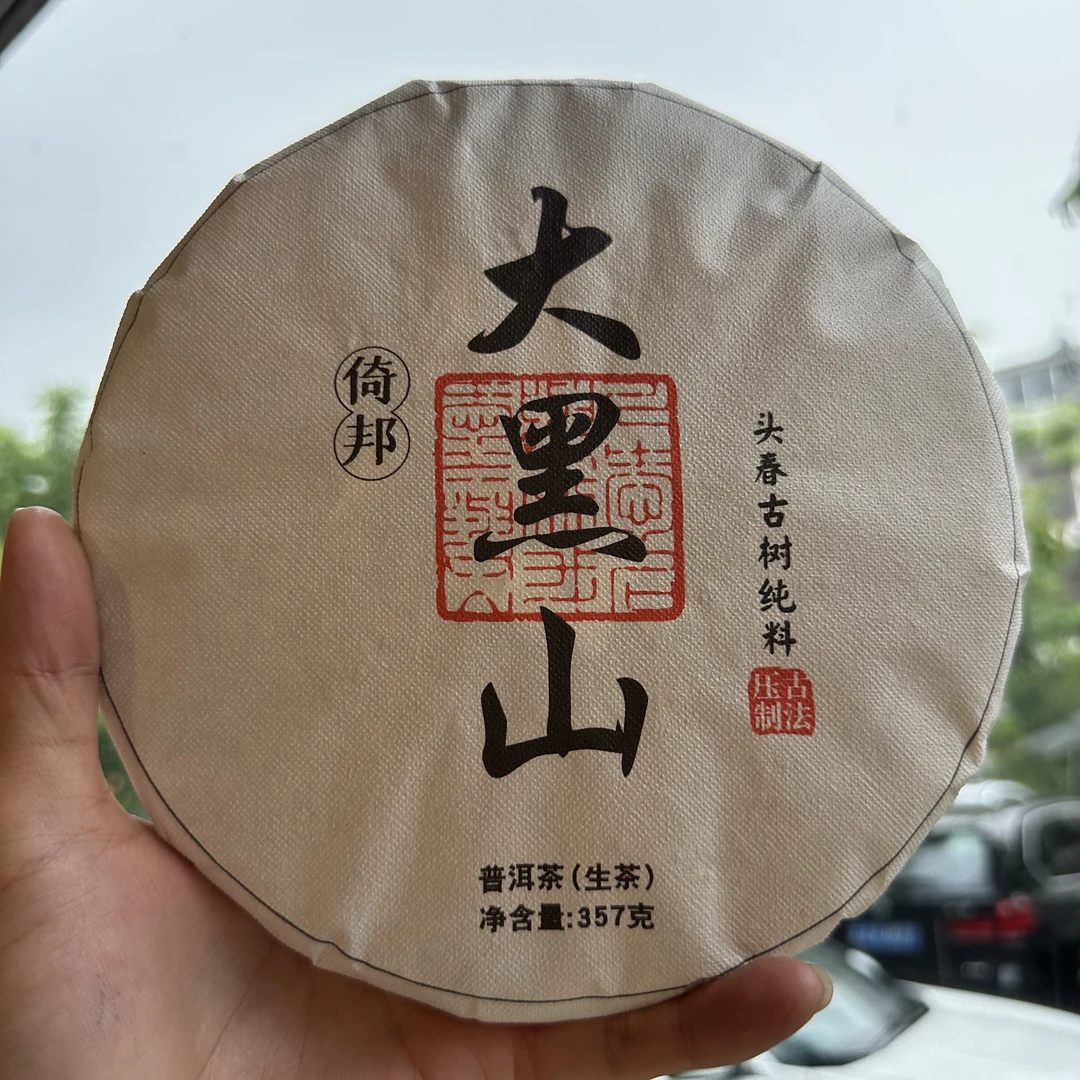 大黑山
倚邦
头春古树纯料
古法
压制
普洱茶(生茶)
净含量:357克